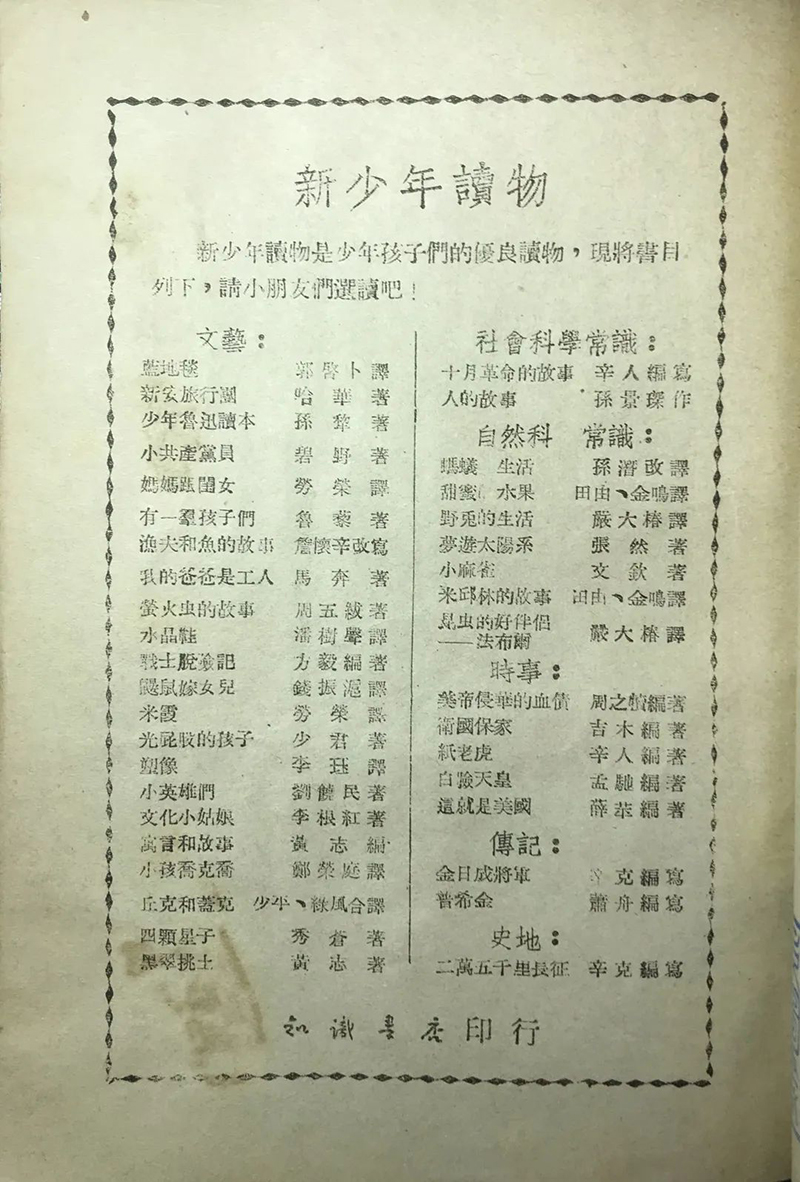 新少年讀物
新少年讀物是少年孩子們的優良讀物，現將書目
列下，請小朋友們選讀吧！
文藝：
藍地毯 郭啓卜譯
新安旅行團 哈華著
少年魯迅讀本 孫犂著
小共產黨員 碧野著
媽媽跟閨女 勞榮譯
有一羣孩子們 魯藜著
漁夫和魚的故事 詹懷辛改寫
我的爸爸是工人 馬奔著
螢火虫的故事 周五紱著
水晶鞋 潘樹聲譯
戰士脫險記 方毅編著
鼴鼠嫁女兒 錢振滬譯
米霞 勞榮譯
光屁股的孩子 少君著
塑像 李珏譯
小英雄們 劉饒民著
文化小姑娘 李根紅著
寓言和故事 黃志編
小孩喬克喬 鄭榮庭譯
丘克和蓋克 少平、綠風合譯
四顆星子 秀蒼著
黑翠挑土 黃志著
社會科學常識：
十月革命的故事 辛人編寫
人的故事 孫景琛作
自然科 常識：
螞蟻 生活 孫濳改譯
甜蜜 水果 田由、金鳴譯
野兎的生活 嚴大椿譯
夢遊太陽系 張然著
小麻雀 文欽著
米邱林的故事 田由、金鳴譯
昆虫的好伴侶
——法布爾 嚴大椿譯
時事：
美帝侵華的血債 周之 編著
衛國保家 吉木編著
紙老虎 辛人編著
白臉天皇 孟馳編著
這就是美國 薛 編著
傳記：
金日成將軍 辛克編寫
普希金 蕭舟編寫
史地：
二萬五千里長征 辛克編寫
知識書店印行